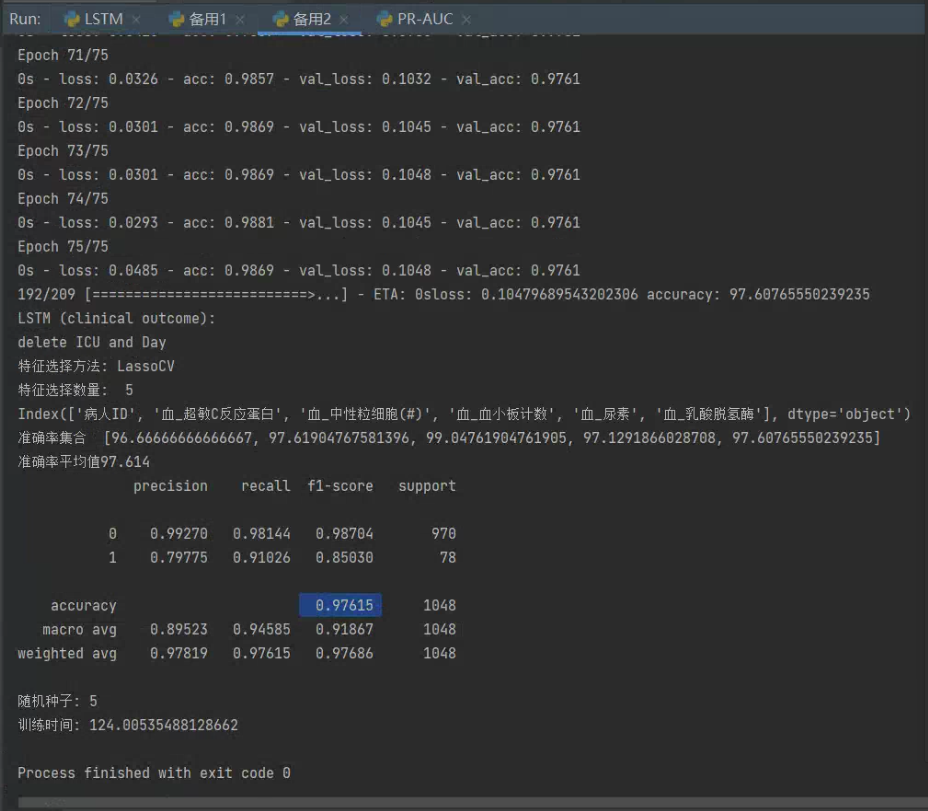 Run: LSTM × 备用1 × 备用2 × PR-AUC ×
Epoch 71/75
0s - loss: 0.0326 - acc: 0.9857 - val_loss: 0.1032 - val_acc: 0.9761
Epoch 72/75
0s - loss: 0.0301 - acc: 0.9869 - val_loss: 0.1045 - val_acc: 0.9761
Epoch 73/75
0s - loss: 0.0301 - acc: 0.9869 - val_loss: 0.1048 - val_acc: 0.9761
Epoch 74/75
0s - loss: 0.0293 - acc: 0.9881 - val_loss: 0.1045 - val_acc: 0.9761
Epoch 75/75
0s - loss: 0.0485 - acc: 0.9869 - val_loss: 0.1048 - val_acc: 0.9761
192/209 [==========================>...] - ETA: 0sloss: 0.10479689543202306 accuracy: 97.60765550239235
LSTM (clinical outcome):
delete ICU and Day
特征选择方法: LassoCV
特征选择数量: 5
Index(['病人ID', '血_超敏C反应蛋白', '血_中性粒细胞(#)', '血_血小板计数', '血_尿素', '血_乳酸脱氢酶'], dtype='object')
准确率集合 [96.66666666666667, 97.61904767581396, 99.04761904761905, 97.1291866028708, 97.60765550239235]
准确率平均值97.614
precision recall f1-score support
0 0.99270 0.98144 0.98704 970
1 0.79775 0.91026 0.85030 78
accuracy 0.97615 1048
macro avg 0.89523 0.94585 0.91867 1048
weighted avg 0.97819 0.97615 0.97686 1048
随机种子: 5
训练时间: 124.00535488128662
Process finished with exit code 0